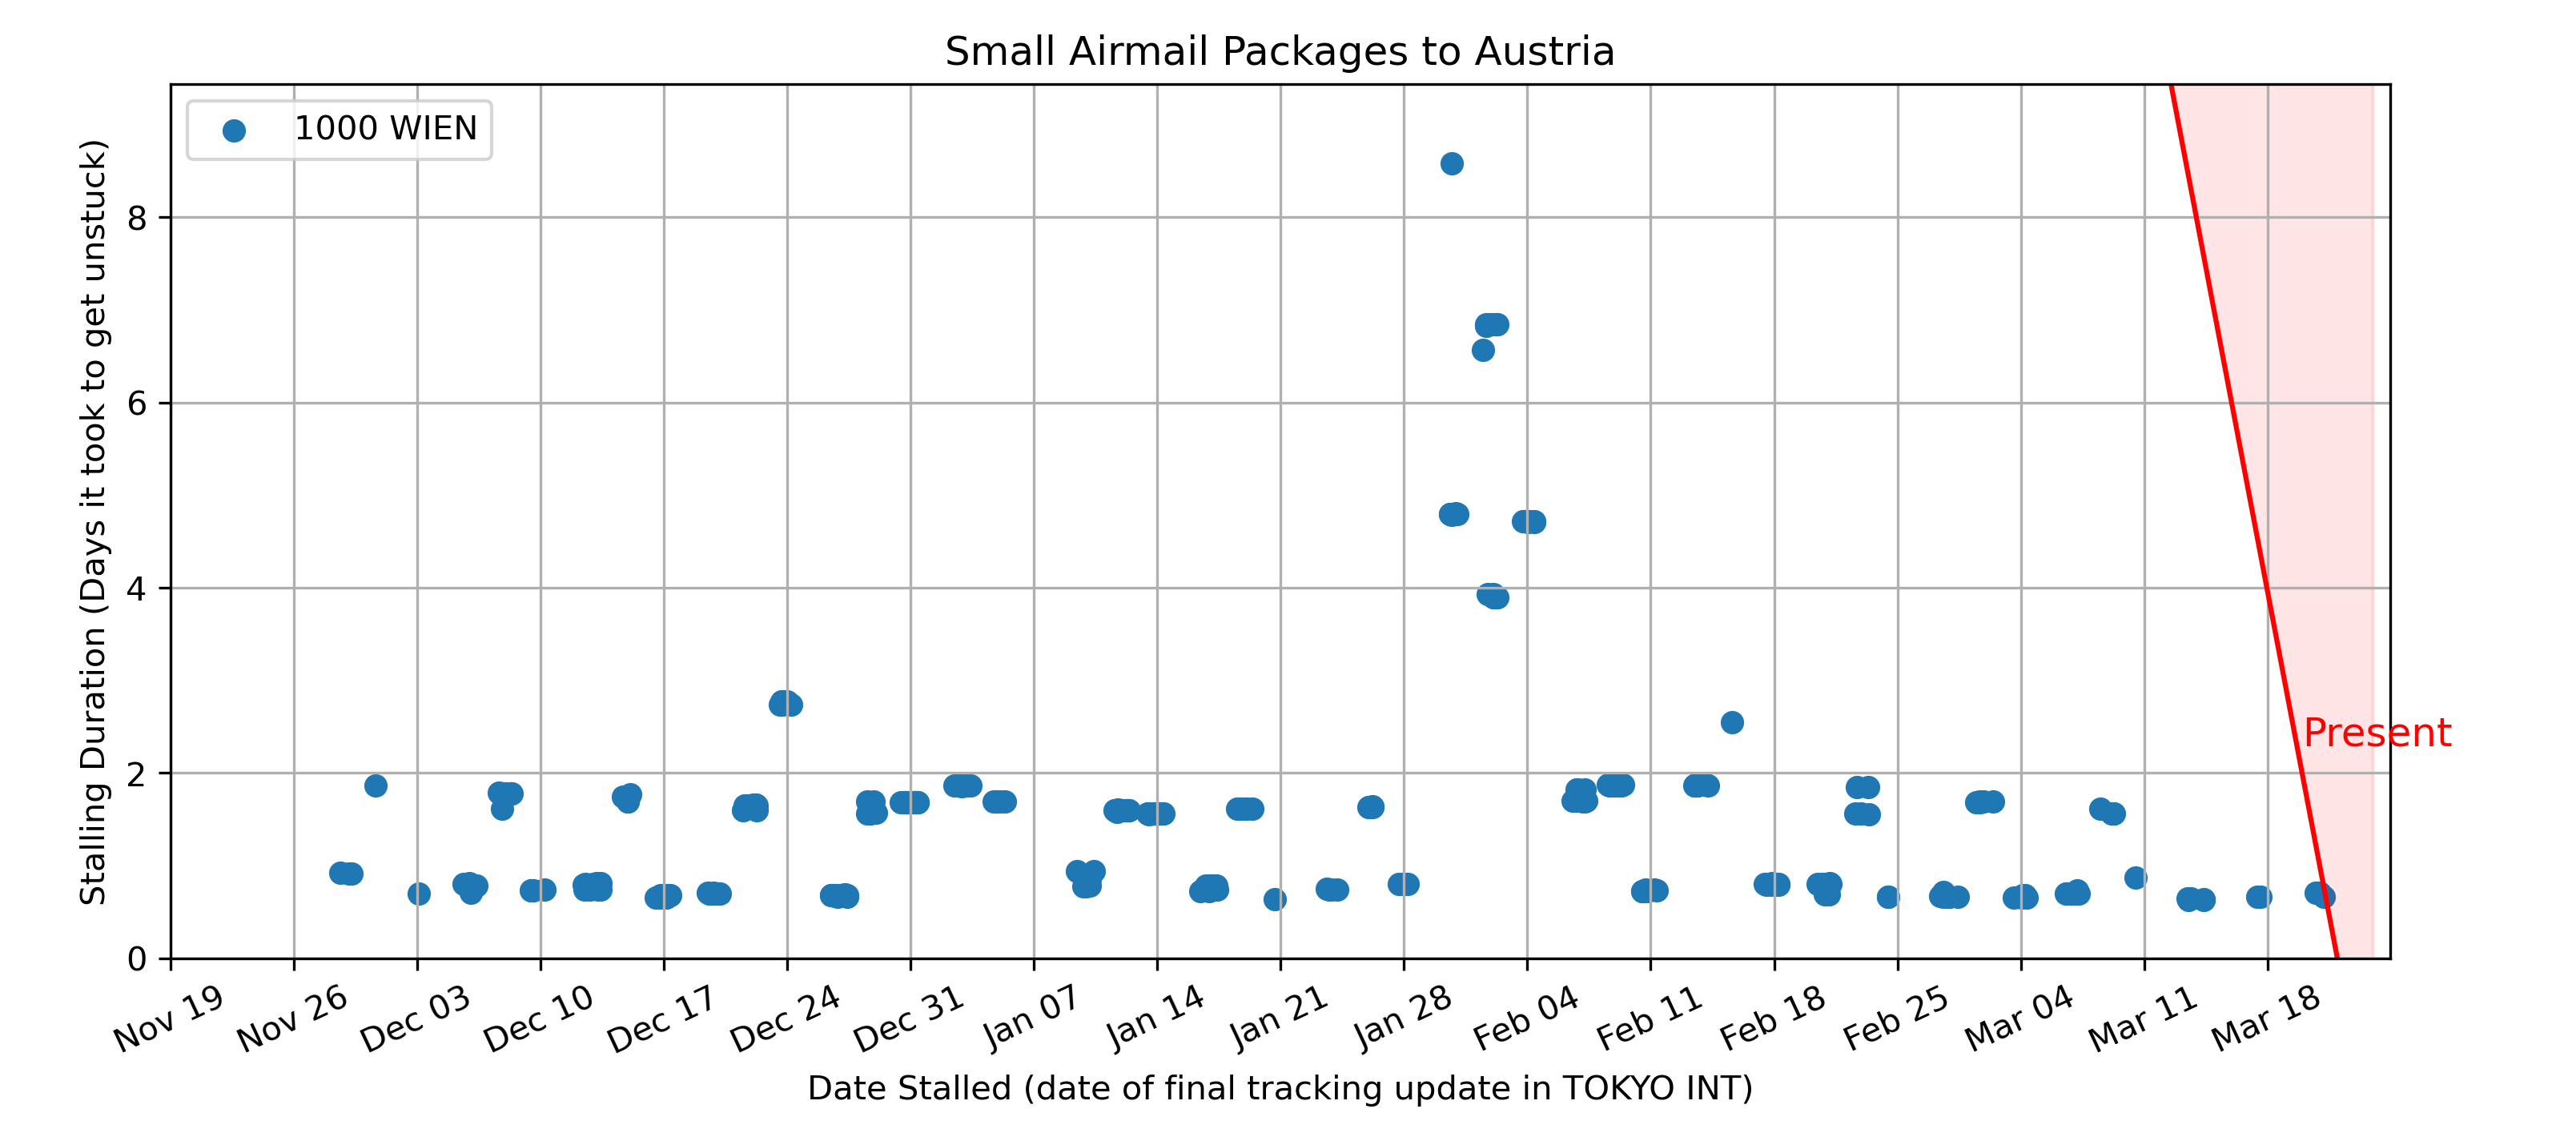 Small Airmail Packages to Austria
1000 WIEN
Stalling Duration (Days it took to get unstuck)
8
6
4
2
0
Present
Nov 19
Nov 26
Dec 03
Dec 10
Dec 17
Dec 24
Dec 31
Jan 07
Jan 14
Jan 21
Jan 28
Feb 04
Feb 11
Feb 18
Feb 25
Mar 04
Mar 11
Mar 18
Date Stalled (date of final tracking update in TOKYO INT)